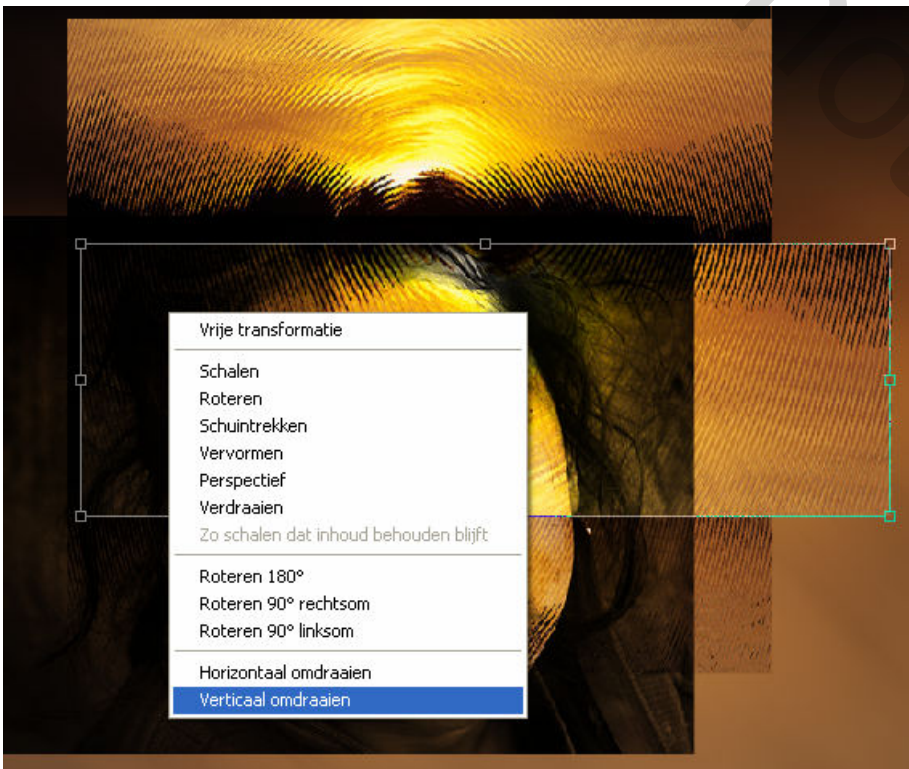 Vrije transformatie
Schalen
Roteren
Schuintrekken
Vervormen
Perspectief
Verdraaien
Zo schalen dat inhoud behouden blijft
Roteren 180°
Roteren 90° rechtsom
Roteren 90° linksom
Horizontaal omdraaien
Verticaal omdraaien